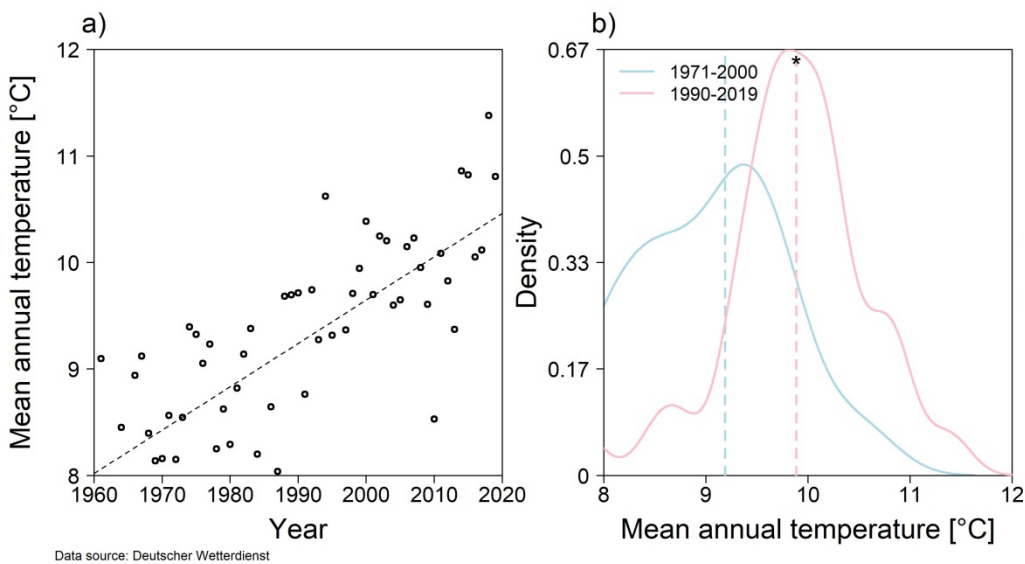 a)
Mean annual temperature [°C]
12
11
10
9
8
1960 1970 1980 1990 2000 2010 2020
Year
Data source: Deutscher Wetterdienst
b)
1971-2000
1990-2019
*
Density
0.67
0.5
0.33
0.17
0
8 9 10 11 12
Mean annual temperature [°C]